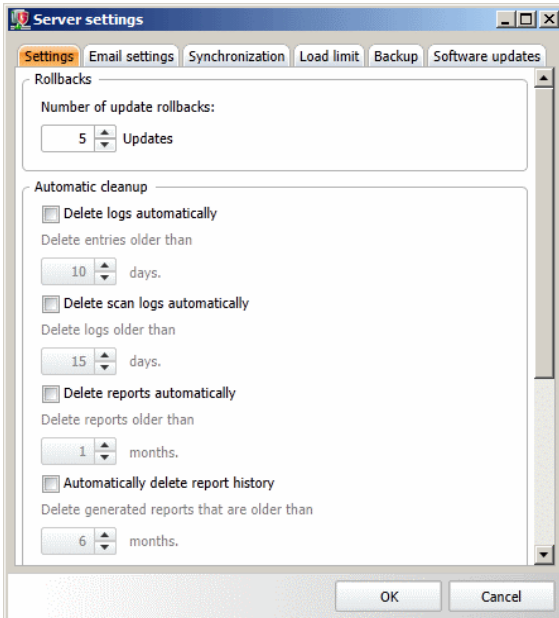 Server settings
Settings Email settings Synchronization Load limit Backup Software updates
Rollbacks
Number of update rollbacks:
5 Updates
Automatic cleanup
Delete logs automatically
Delete entries older than
10 days.
Delete scan logs automatically
Delete logs older than
15 days.
Delete reports automatically
Delete reports older than
1 months.
Automatically delete report history
Delete generated reports that are older than
6 months.
OK Cancel